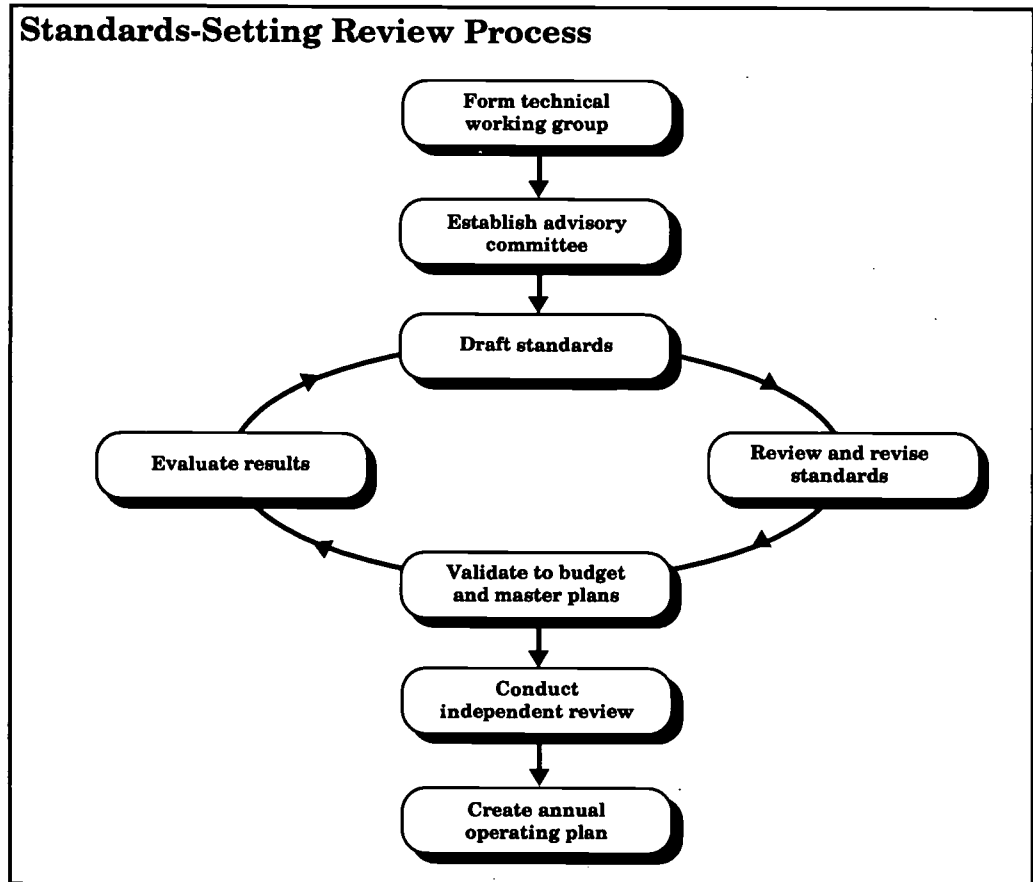 Standards-Setting Review Process
Form technical
working group
Establish advisory
committee
Draft standards
Evaluate results
Review and revise
standards
Validate to budget
and master plans
Conduct
independent review
Create annual
operating plan